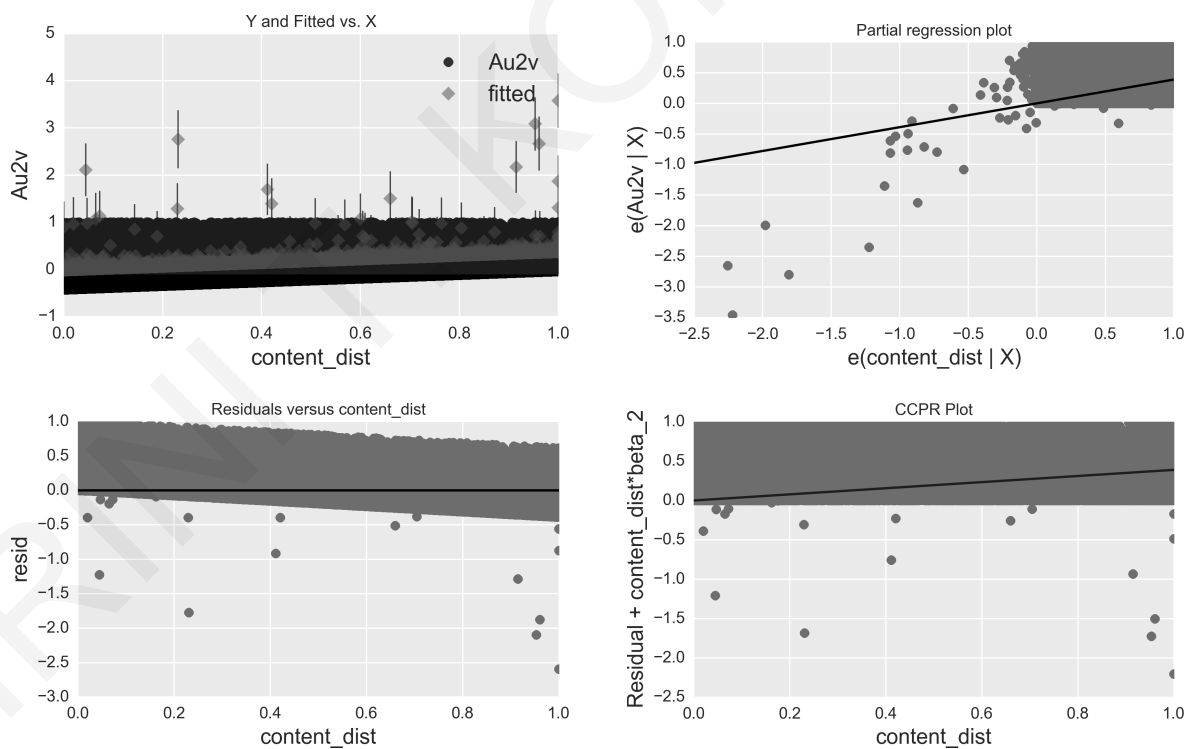 Y and Fitted vs. X
5
4
3
2
1
0
−1
Au2v
Au2v
fitted
0.0 0.2 0.4 0.6 0.8 1.0
content_dist
Partial regression plot
1.0
0.5
0.0
−0.5
−1.0
−1.5
−2.0
−2.5
−3.0
−3.5
e(Au2v | X)
−2.5 −2.0 −1.5 −1.0 −0.5 0.0 0.5 1.0
e(content_dist | X)
Residuals versus content_dist
1.0
0.5
0.0
−0.5
−1.0
−1.5
−2.0
−2.5
−3.0
resid
0.0 0.2 0.4 0.6 0.8 1.0
content_dist
CCPR Plot
1.0
0.5
0.0
−0.5
−1.0
−1.5
−2.0
−2.5
Residual + content_dist*beta_2
0.0 0.2 0.4 0.6 0.8 1.0
content_dist